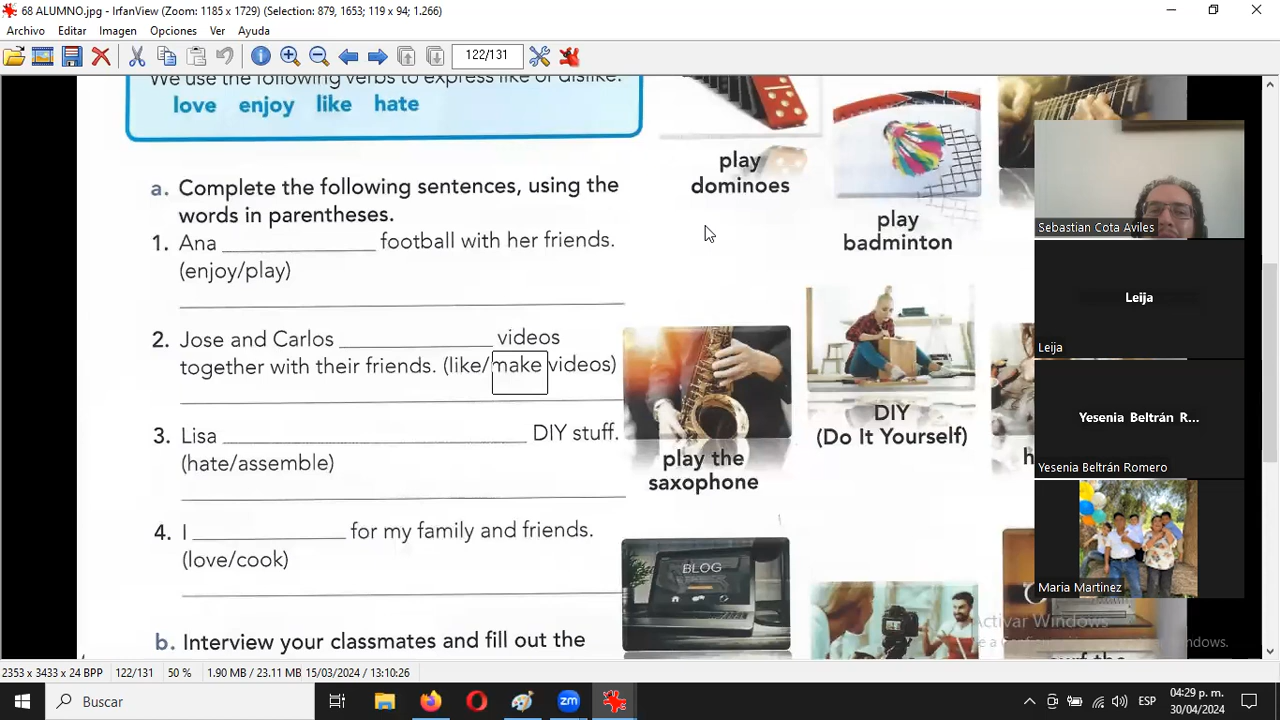 68 ALUMNO.jpg - IrfanView (Zoom: 1185 x 1729) (Selection: 879, 1653; 119 x 94; 1.266)
Archivo Editar Imagen Opciones Ver Ayuda
122/131
We use the following verbs to express like or dislike.
love enjoy like hate
a. Complete the following sentences, using the
words in parentheses.
1. Ana ____________ football with her friends.
(enjoy/play)
2. Jose and Carlos ____________ videos
together with their friends. (like/make videos)
3. Lisa ________________________ DIY stuff.
(hate/assemble)
4. I ____________ for my family and friends.
(love/cook)
b. Interview your classmates and fill out the
play
dominoes
play
badminton
play the
saxophone
DIY
(Do It Yourself)
BLOG
Sebastian Cota Aviles
Leija
Leija
Yesenia Beltrán R...
Yesenia Beltrán Romero
Maria Martinez
Activar Windows
2353 x 3433 x 24 BPP 122/131 50 % 1.90 MB / 23.11 MB 15/03/2024 / 13:10:26
Buscar
zm
ESP
04:29 p. m.
30/04/2024